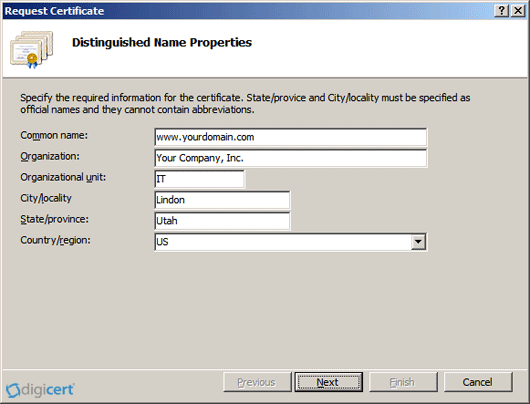 Request Certificate
Distinguished Name Properties
Specify the required information for the certificate. State/provice and City/locality must be specified as
official names and they cannot contain abbreviations.
Common name: www.yourdomain.com
Organization: Your Company, Inc.
Organizational unit: IT
City/locality Lindon
State/province: Utah
Country/region: US
digicert Previous Next Finish Cancel